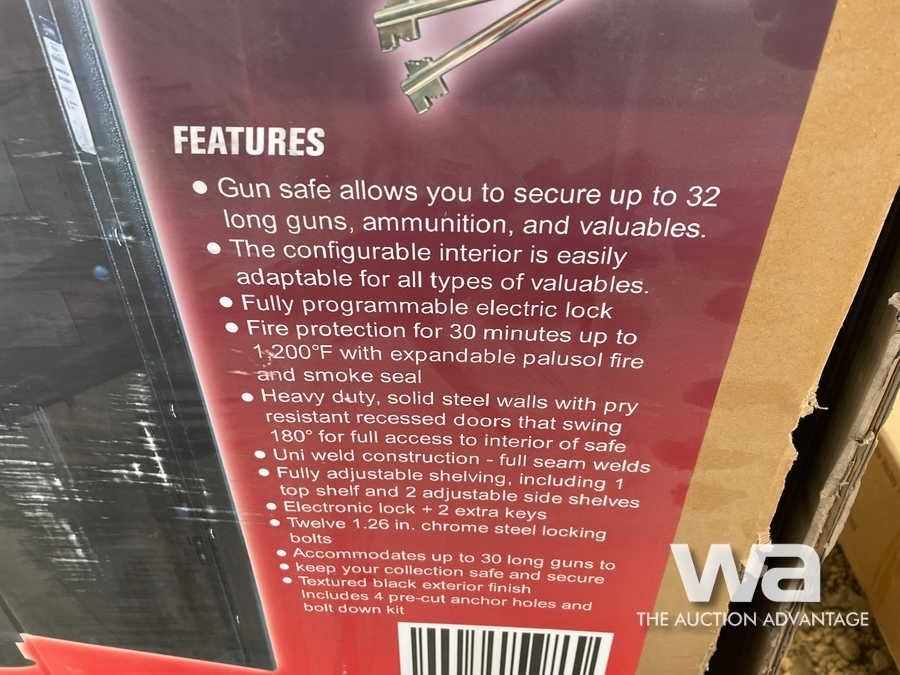 FEATURES
• Gun safe allows you to secure up to 32
long guns, ammunition, and valuables.
• The configurable interior is easily
adaptable for all types of valuables.
• Fully programmable electric lock
• Fire protection for 30 minutes up to
1,200°F with expandable palusol fire
and smoke seal
• Heavy duty, solid steel walls with pry
resistant recessed doors that swing
180° for full access to interior of safe
• Uni weld construction - full seam welds
• Fully adjustable shelving, including 1
top shelf and 2 adjustable side shelves
• Electronic lock + 2 extra keys
• Twelve 1.26 in. chrome steel locking
bolts
• Accommodates up to 30 long guns to
• keep your collection safe and secure
• Textured black exterior finish
Includes 4 pre-cut anchor holes and
bolt down kit
wa
THE AUCTION ADVANTAGE